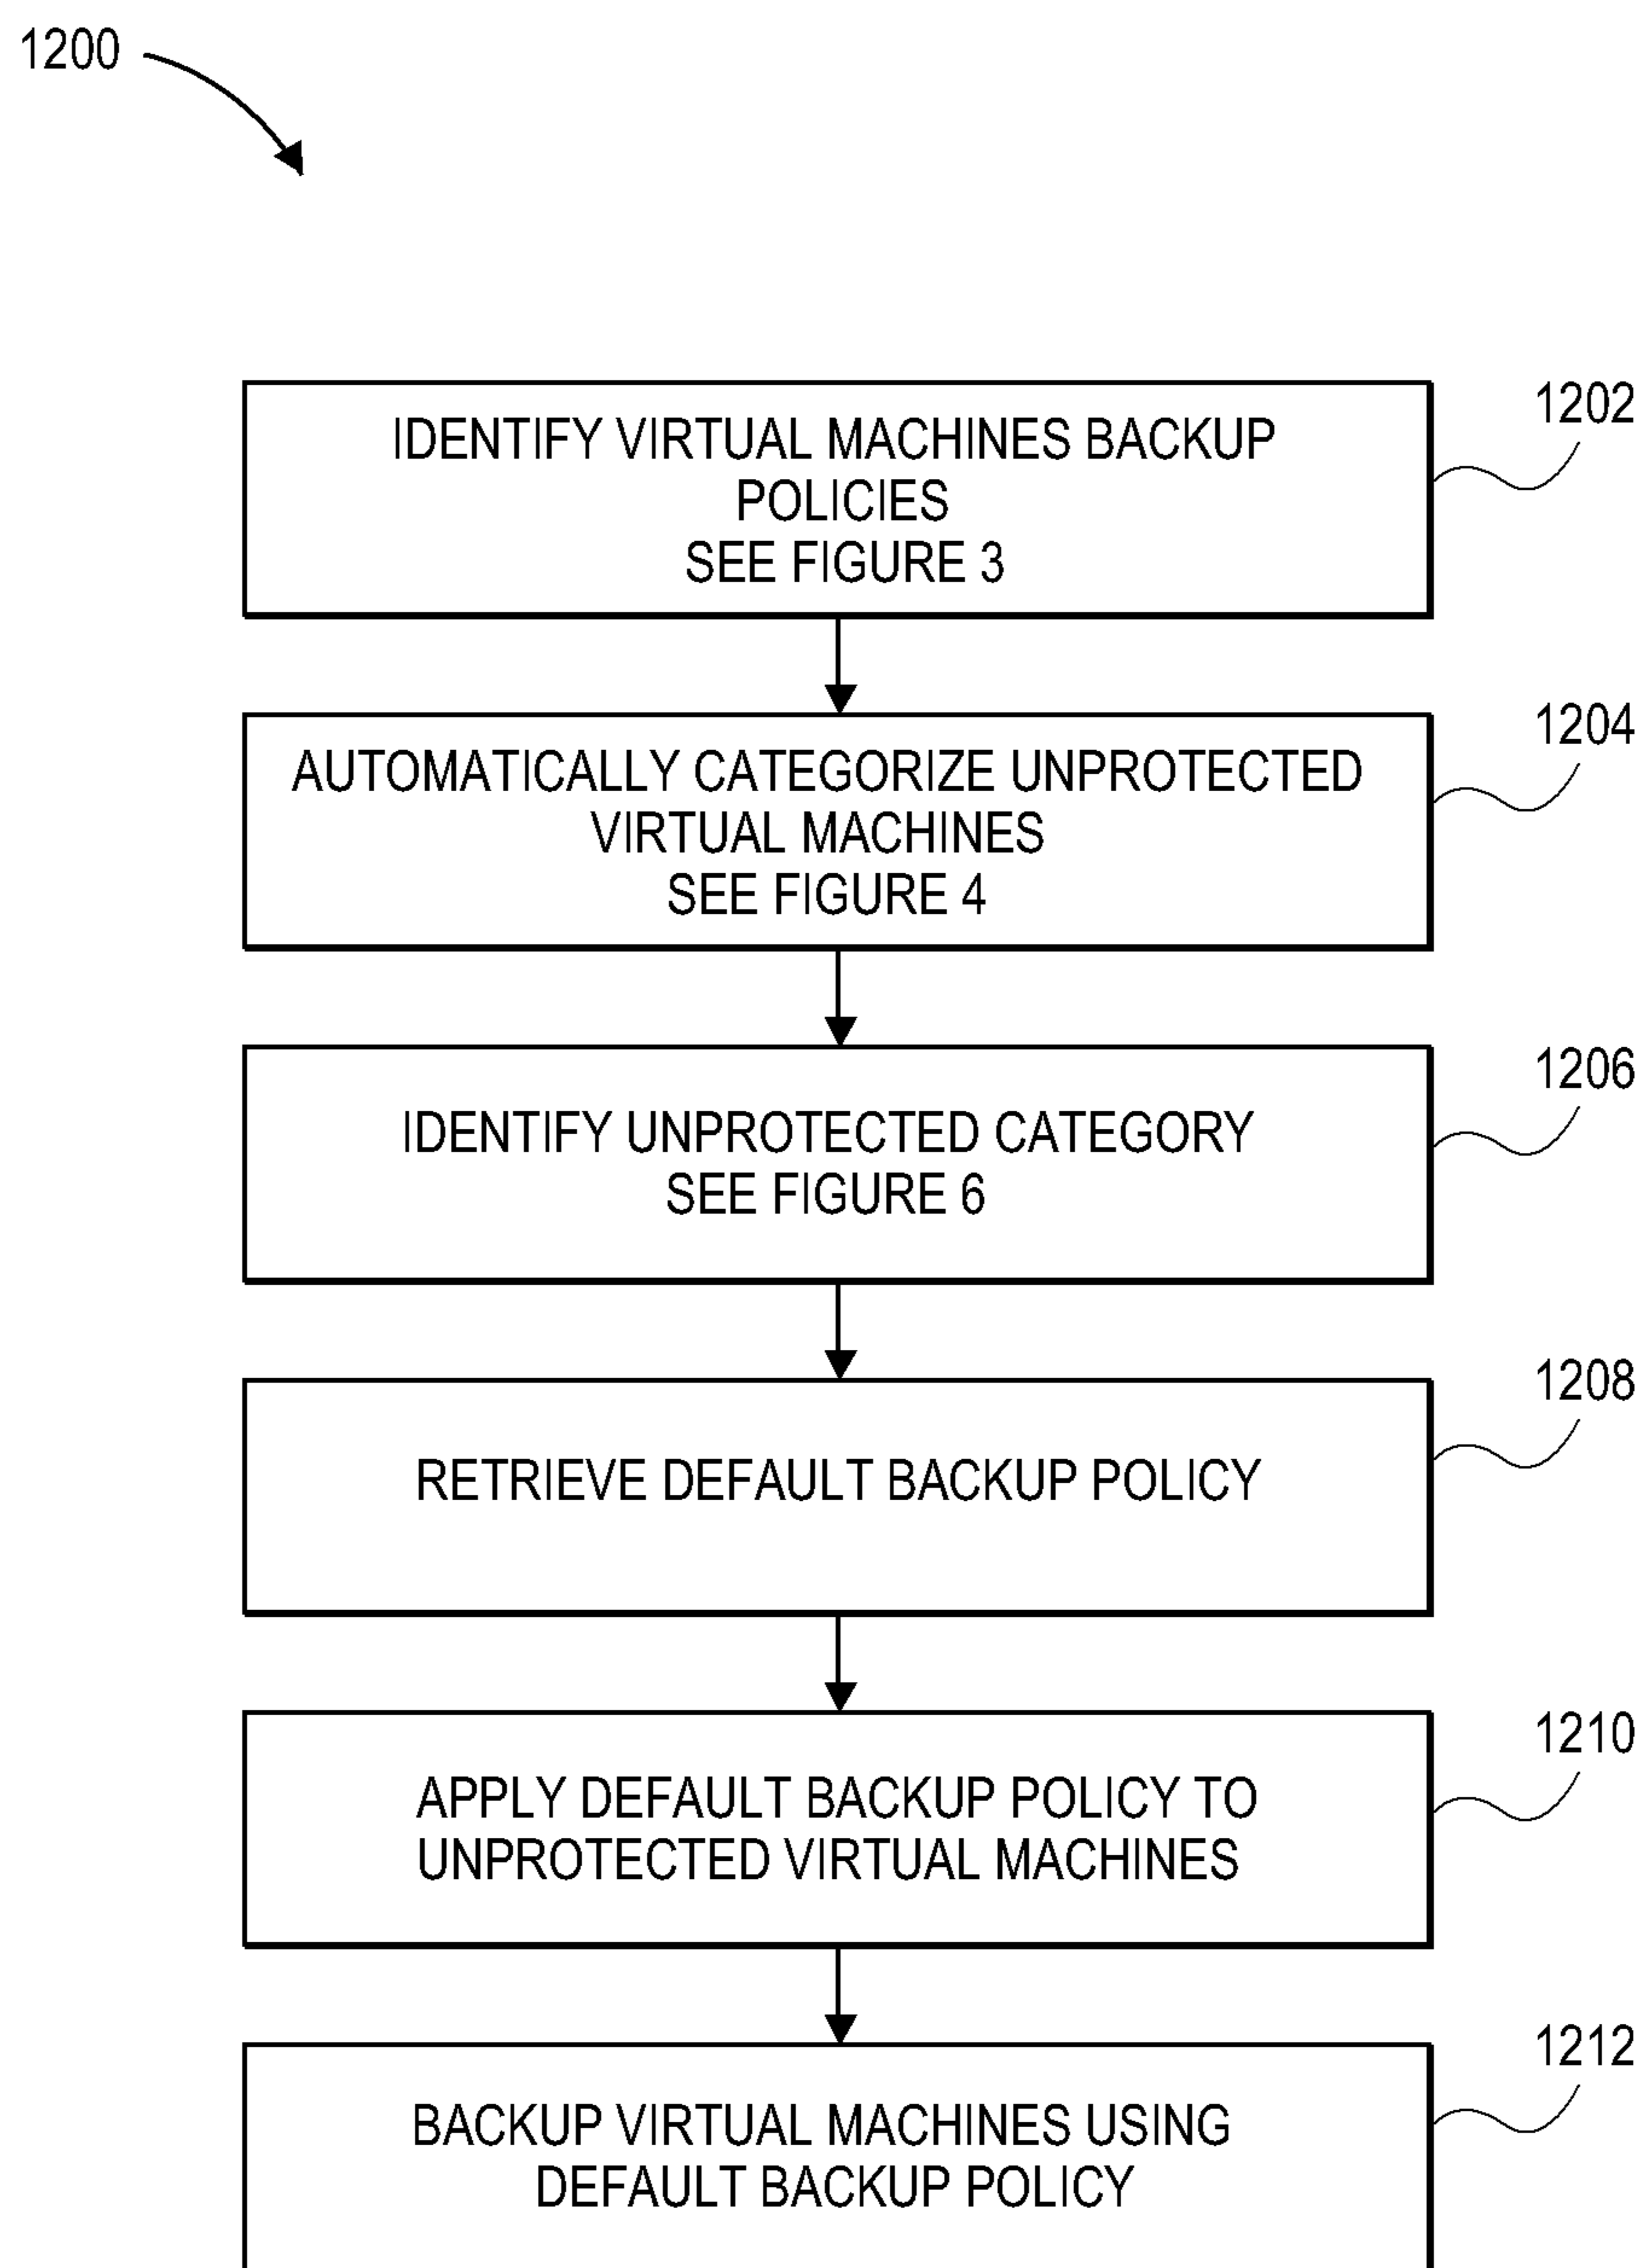 1200
1202
IDENTIFY VIRTUAL MACHINES BACKUP
POLICIES
SEE FIGURE 3
1204
AUTOMATICALLY CATEGORIZE UNPROTECTED
VIRTUAL MACHINES
SEE FIGURE 4
1206
IDENTIFY UNPROTECTED CATEGORY
SEE FIGURE 6
1208
RETRIEVE DEFAULT BACKUP POLICY
1210
APPLY DEFAULT BACKUP POLICY TO
UNPROTECTED VIRTUAL MACHINES
1212
BACKUP VIRTUAL MACHINES USING
DEFAULT BACKUP POLICY